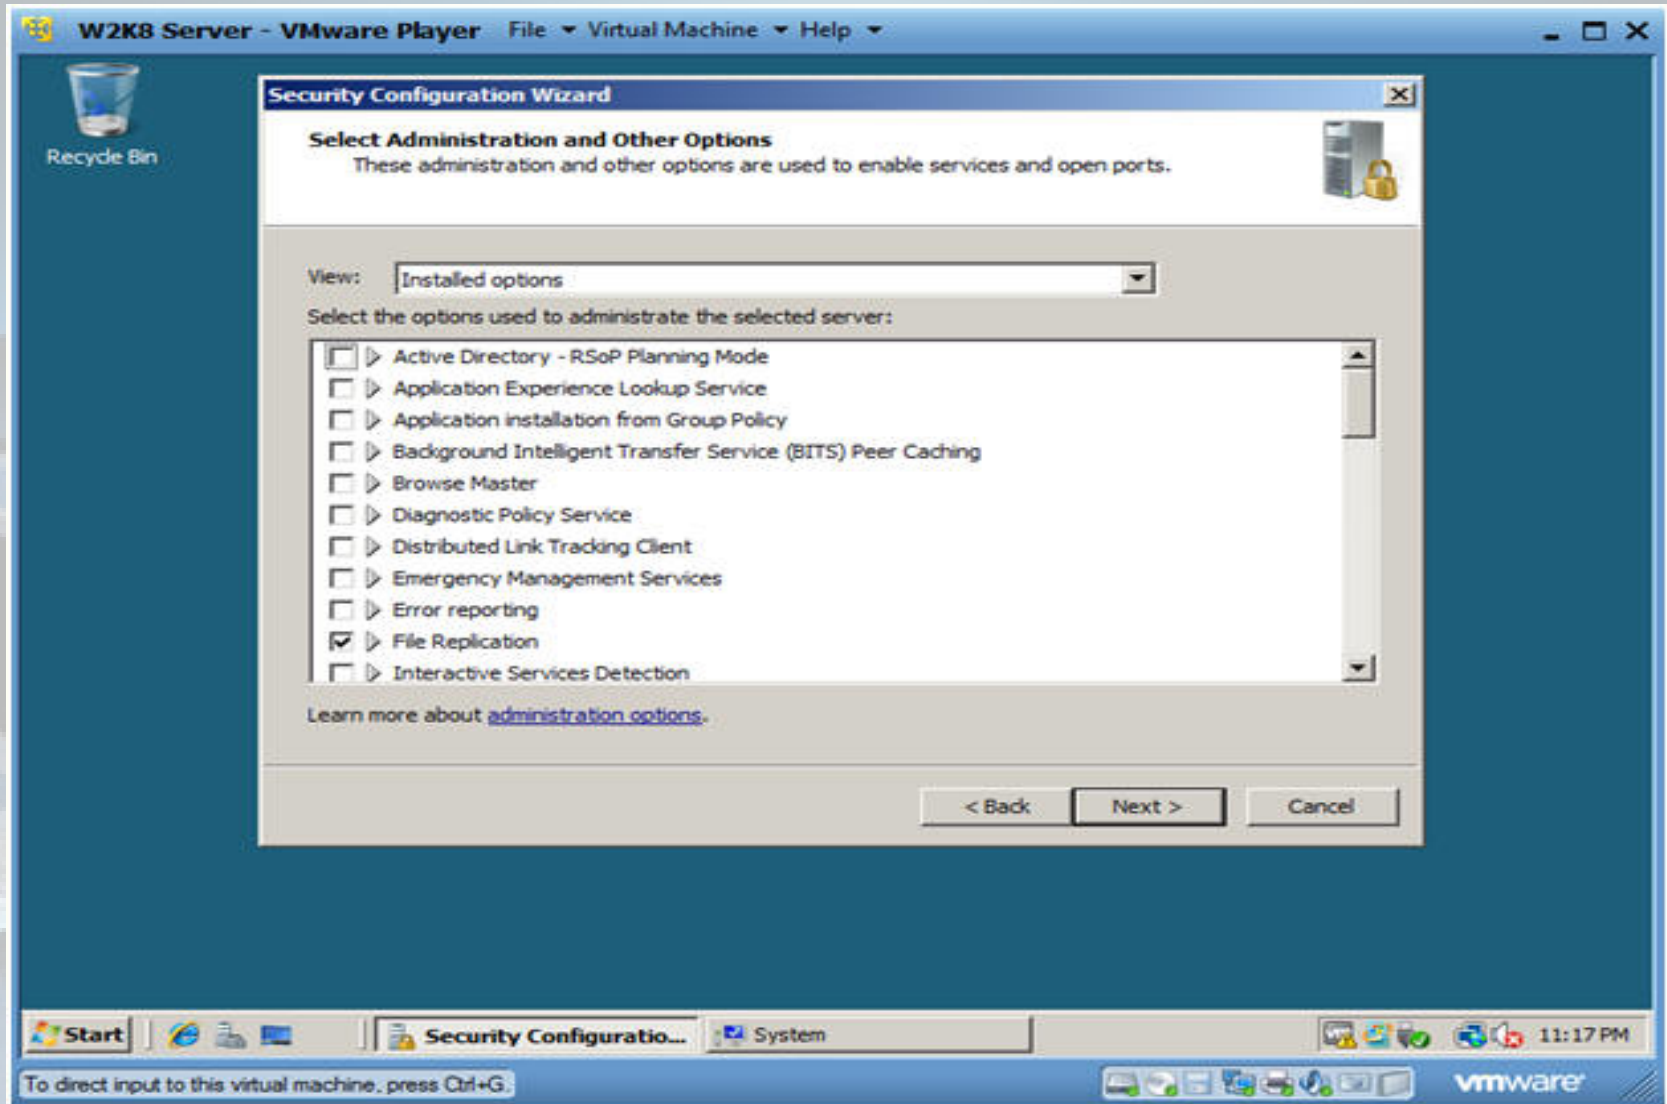 W2K8 Server - VMware Player File Virtual Machine Help
Recycle Bin
Security Configuration Wizard
Select Administration and Other Options
These administration and other options are used to enable services and open ports.
View: Installed options
Select the options used to administrate the selected server:
Active Directory - RSoP Planning Mode
Application Experience Lookup Service
Application installation from Group Policy
Background Intelligent Transfer Service (BITS) Peer Caching
Browse Master
Diagnostic Policy Service
Distributed Link Tracking Client
Emergency Management Services
Error reporting
File Replication
Interactive Services Detection
Learn more about administration options.
< Back Next > Cancel
Start Security Configuratio... System 11:17 PM
To direct input to this virtual machine, press Ctrl+G. vmware